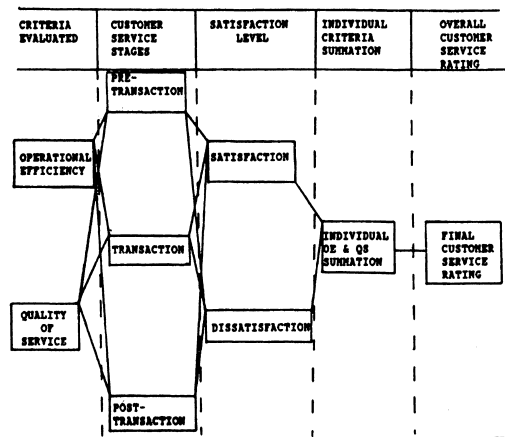 CRITERIA
EVALUATED
CUSTOMER
SERVICE
STAGES
SATISFACTION
LEVEL
INDIVIDUAL
CRITERIA
SUMMATION
OVERALL
CUSTOMER
SERVICE
RATING
PRE-
TRANSACTION
OPERATIONAL
EFFICIENCY
SATISFACTION
TRANSACTION
INDIVIDUAL
OE & QS
SUMMATION
FINAL
CUSTOMER
SERVICE
RATING
QUALITY
OF
SERVICE
DISSATISFACTION
POST-
TRANSACTION